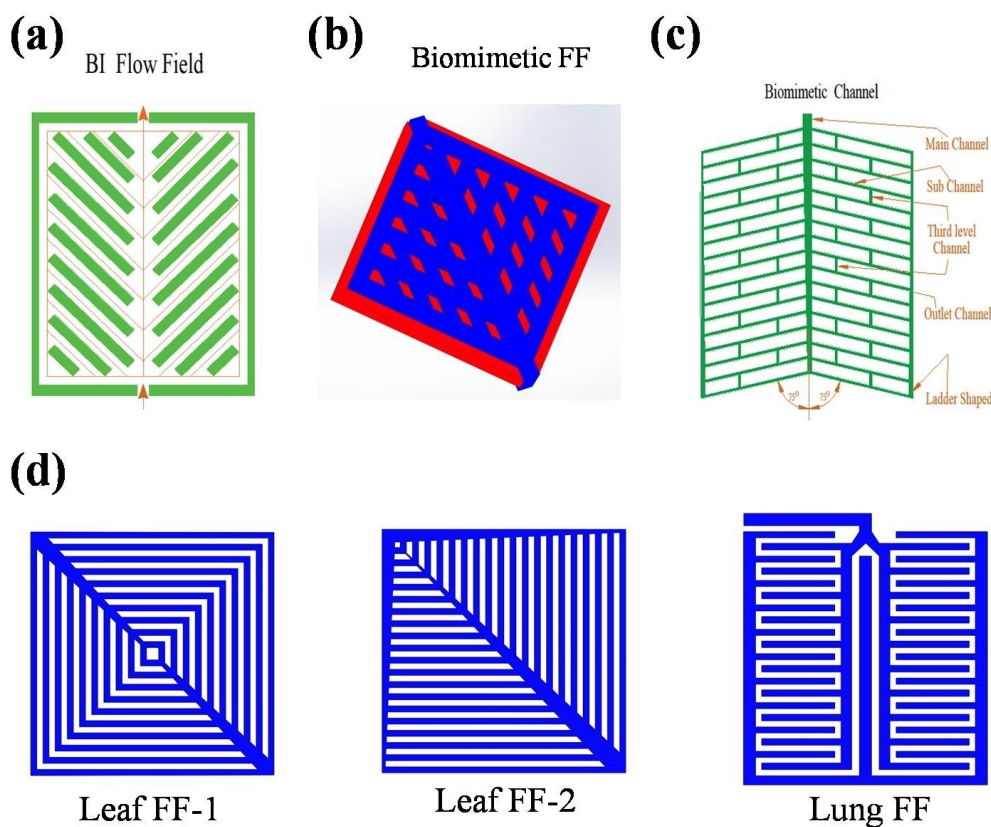 (a)
BI Flow Field
(b)
Biomimetic FF
(c)
Biomimetic Channel
Main Channel
Sub Channel
Third level
Channel
Outlet Channel
Ladder Shaped
75° 75°
(d)
Leaf FF-1
Leaf FF-2
Lung FF